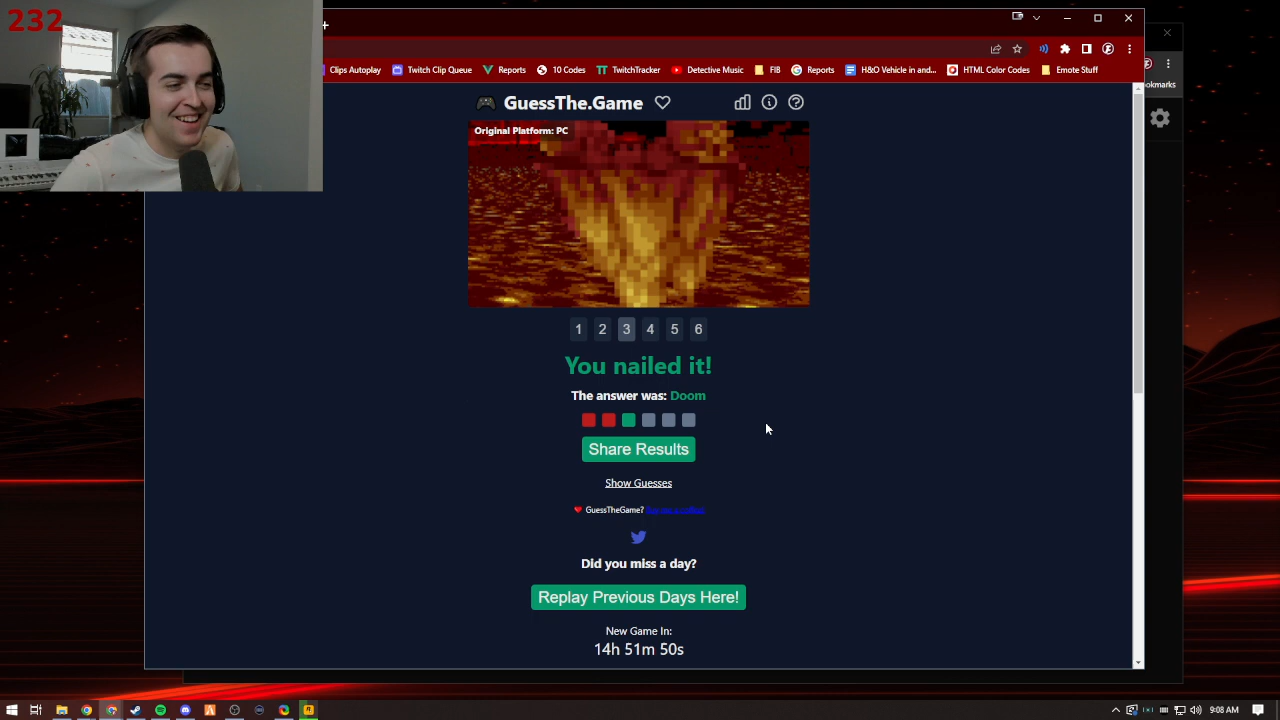 232
Clips Autoplay
Twitch Clip Queue
Reports
10 Codes
TwitchTracker
Detective Music
FIB
Reports
H&O Vehicle in and...
HTML Color Codes
Emote Stuff
okmarks
GuessThe.Game
Original Platform: PC
1 2 3 4 5 6
You nailed it!
The answer was: Doom
Share Results
Show Guesses
GuessTheGame?
Did you miss a day?
Replay Previous Days Here!
New Game In:
14h 51m 50s
9:08 AM